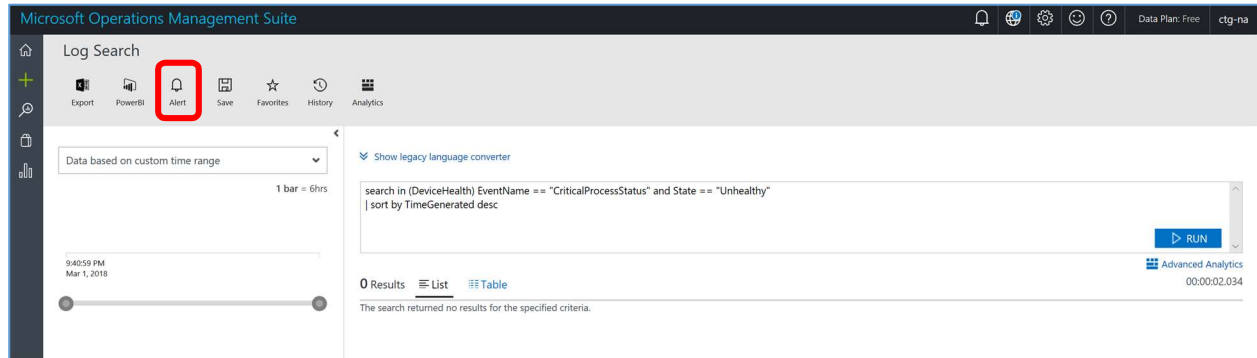 Microsoft Operations Management Suite
Data Plan: Free
ctg-na
Log Search
Export
PowerBI
Alert
Save
Favorites
History
Analytics
Data based on custom time range
1 bar = 6hrs
9:40:59 PM
Mar 1, 2018
Show legacy language converter
search in (DeviceHealth) EventName == "CriticalProcessStatus" and State == "Unhealthy"
| sort by TimeGenerated desc
RUN
Advanced Analytics
0 Results
List
Table
00:00:02.034
The search returned no results for the specified criteria.